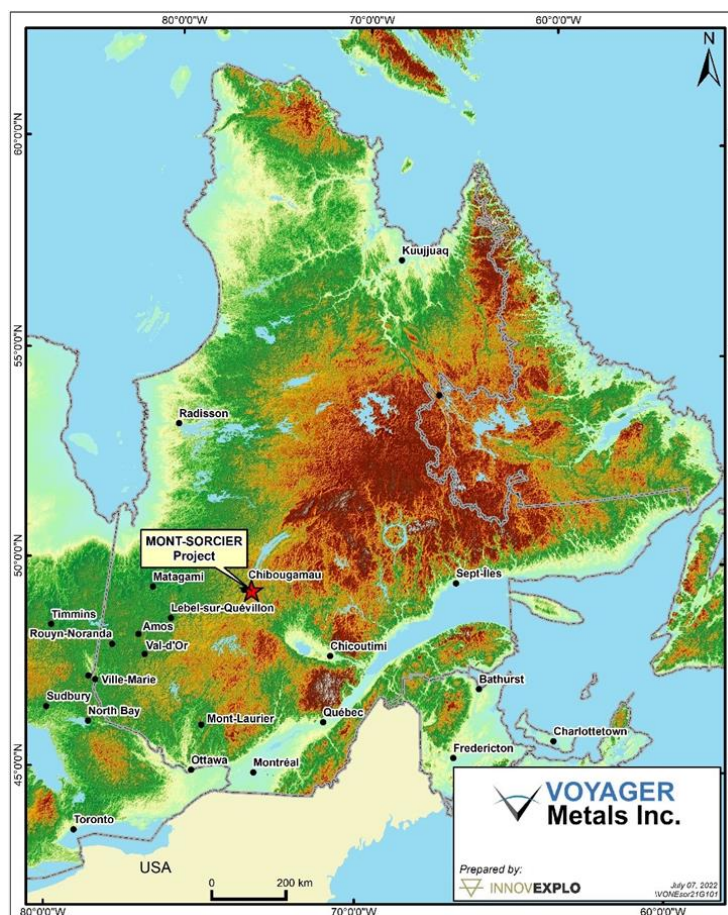 80°0'0"W
70°0'0"W
60°0'0"W
N
60°0'0"N
Kuujjuaq
55°0'0"N
Radisson
50°0'0"N
MONT-SORCIER
Project
Chibougamau
Matagami
Sept-Îles
Timmins
Lebel-sur-Quévillon
Rouyn-Noranda
Amos
Val-d'Or
Chicoutimi
Ville-Marie
Bathurst
Sudbury
North Bay
Mont-Laurier
Québec
Charlottetown
Fredericton
45°0'0"N
Ottawa
Montréal
Toronto
USA
0 200 km
VOYAGER
Metals Inc.
Prepared by:
INNOVEXPLO
July 07, 2022
\VONEsor21G101
80°0'0"W
70°0'0"W
60°0'0"W